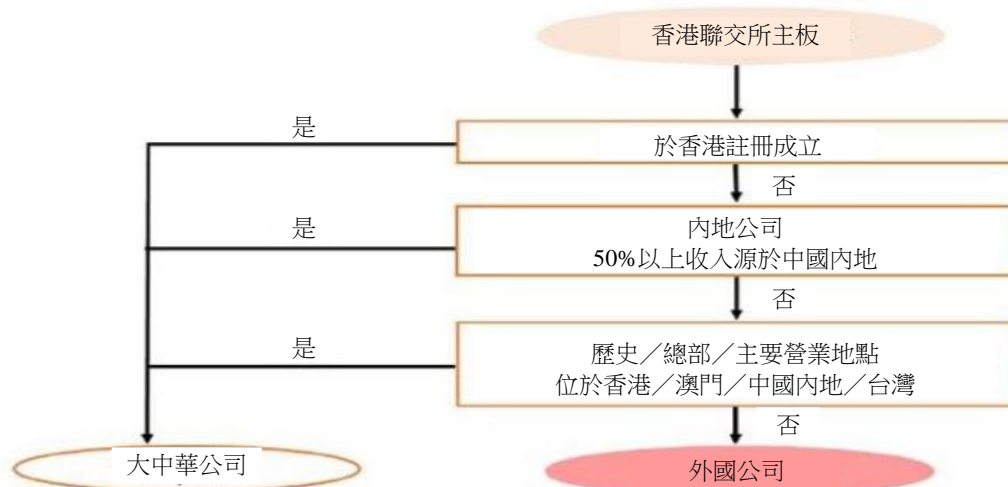 香港聯交所主板
是
於香港註冊成立
否
是
內地公司
50%以上收入源於中國內地
否
是
歷史／總部／主要營業地點
位於香港／澳門／中國內地／台灣
否
大中華公司
外國公司